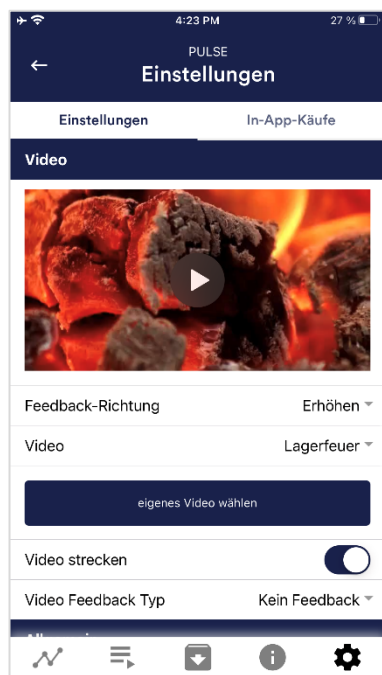 4:23 PM
27 %
PULSE
Einstellungen
Einstellungen
In-App-Käufe
Video
Feedback-Richtung
Erhöhen
Video
Lagerfeuer
eigenes Video wählen
Video strecken
Video Feedback Typ
Kein Feedback